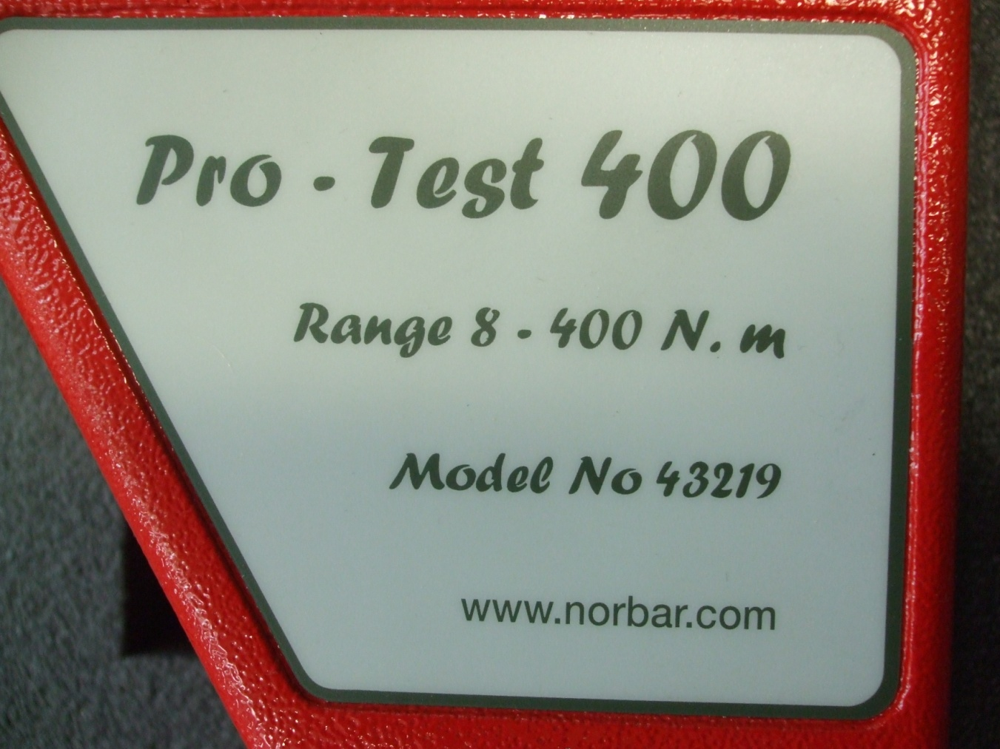 Pro - Test 400
Range 8 - 400 N. m
Model No 43219
www.norbar.com